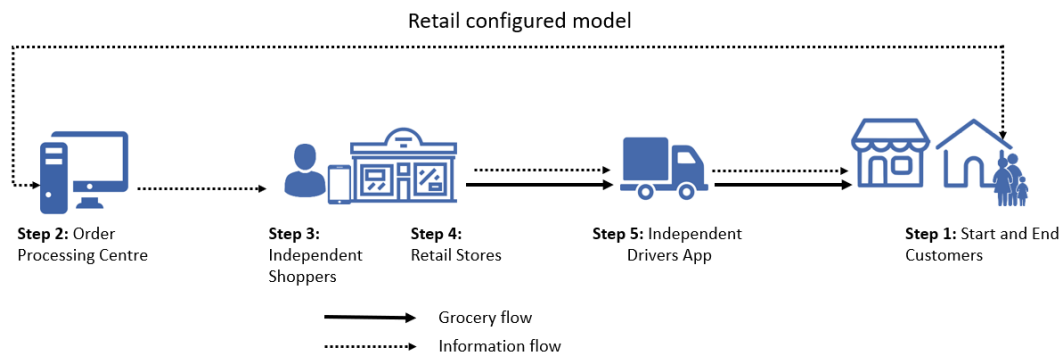 Retail configured model
Step 2: Order
Processing Centre
Step 3:
Independent
Shoppers
Step 4:
Retail Stores
Step 5: Independent
Drivers App
Step 1: Start and End
Customers
Grocery flow
Information flow